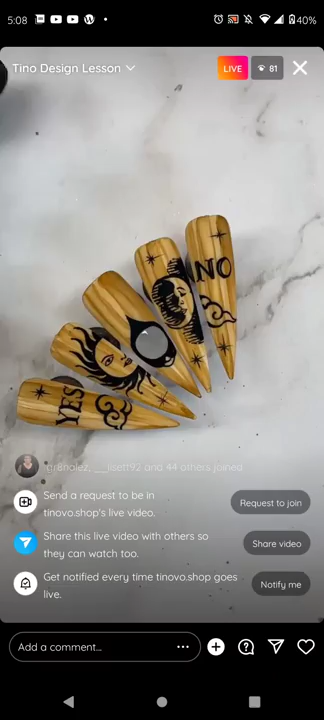 5:08
40%
Tino Design Lesson
LIVE
81
NO
YES
gr8nalez, __lisett92 and 44 others joined
Send a request to be in
tinovo.shop's live video.
Request to join
Share this live video with others so
they can watch too.
Share video
Get notified every time tinovo.shop goes
live.
Notify me
Add a comment...